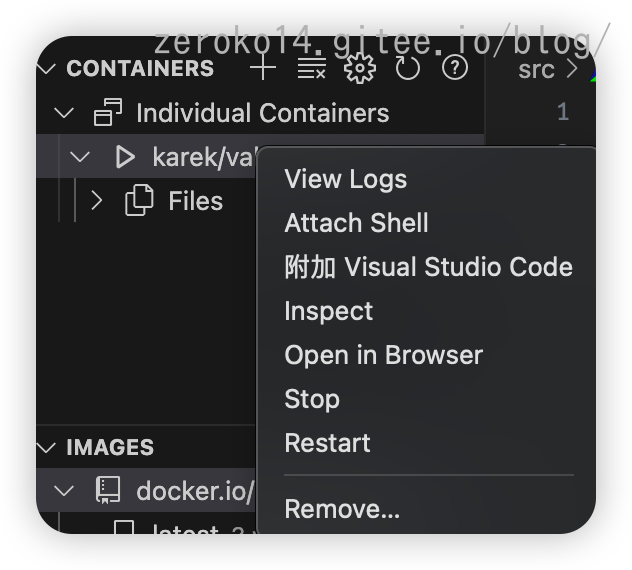 zeroko14.gitee.io/blog/
CONTAINERS
src
Individual Containers
1
karek/va
View Logs
Files
Attach Shell
附加 Visual Studio Code
Inspect
Open in Browser
Stop
Restart
IMAGES
docker.io/
Remove...
latest